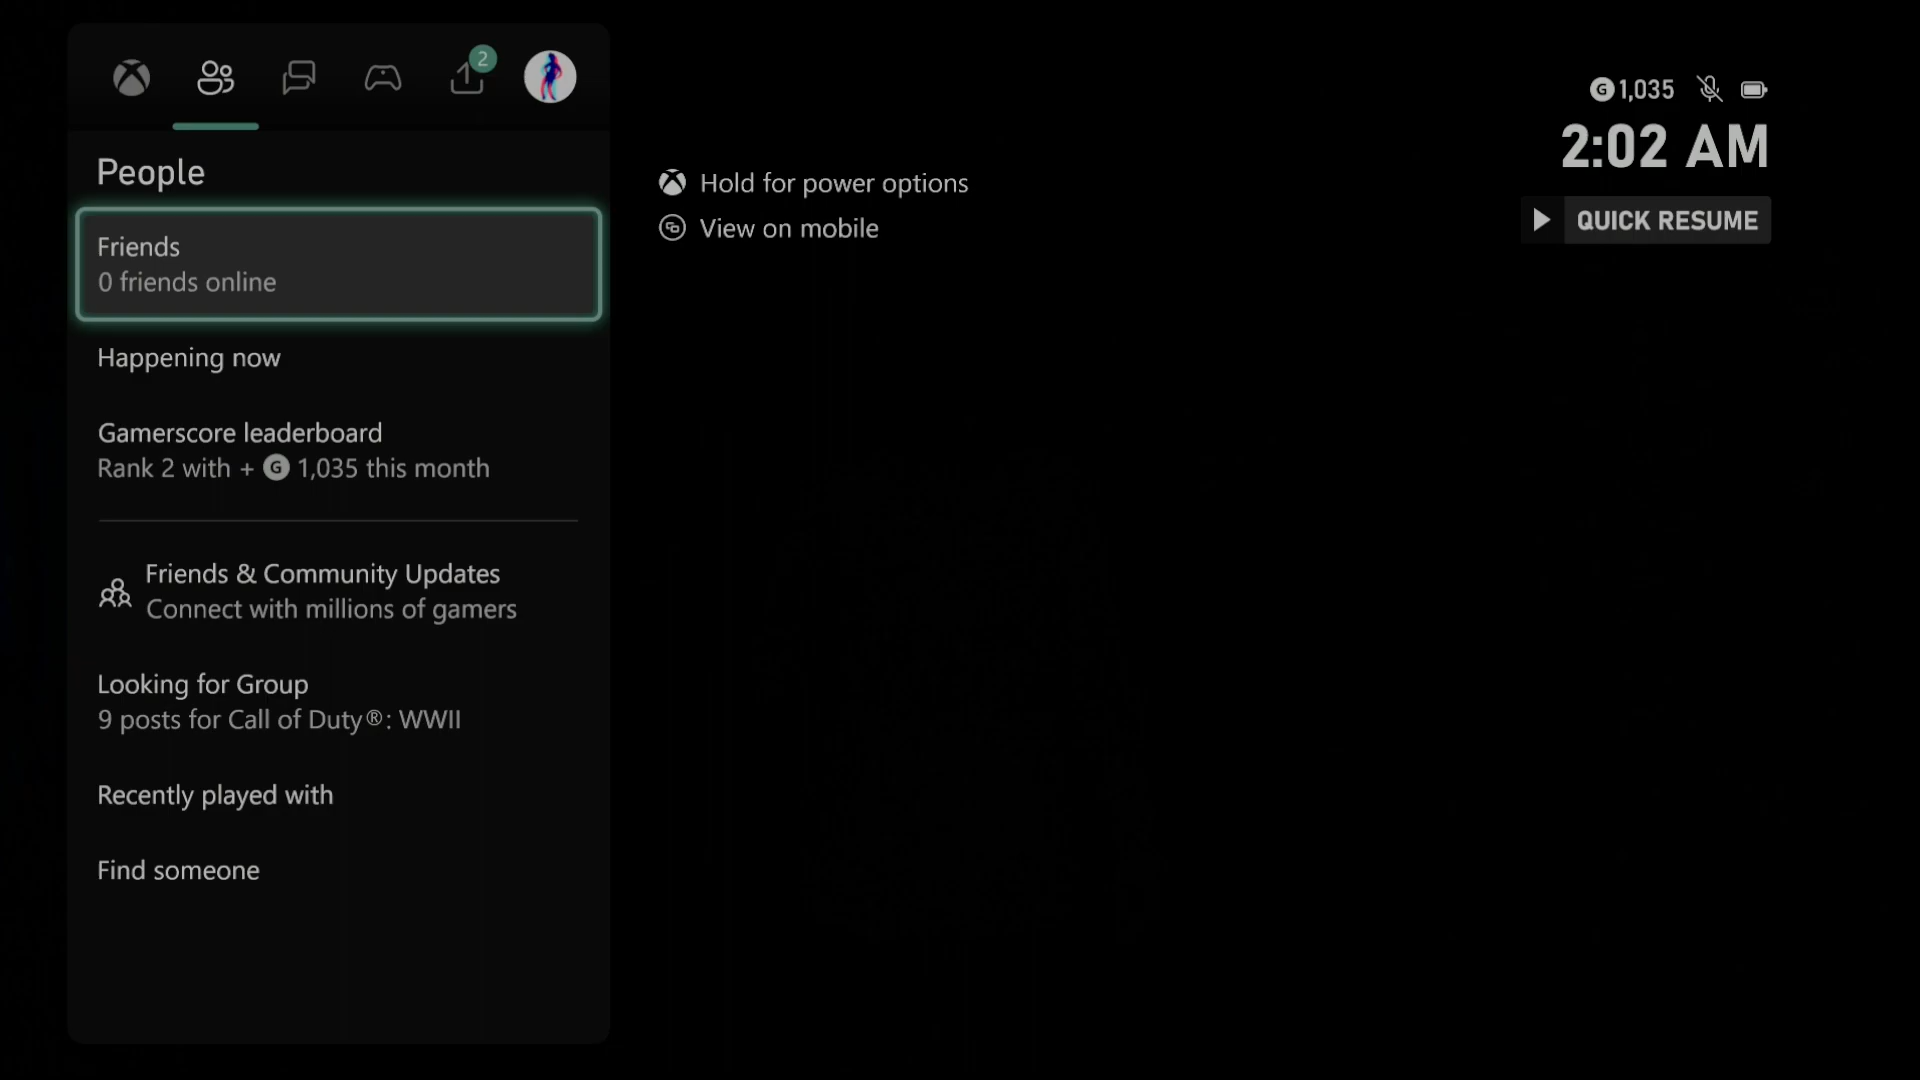 2
People
Friends
0 friends online
Happening now
Gamerscore leaderboard
Rank 2 with + G 1,035 this month
Friends & Community Updates
Connect with millions of gamers
Looking for Group
9 posts for Call of Duty®: WWII
Recently played with
Find someone
Hold for power options
View on mobile
G 1,035
2:02 AM
QUICK RESUME